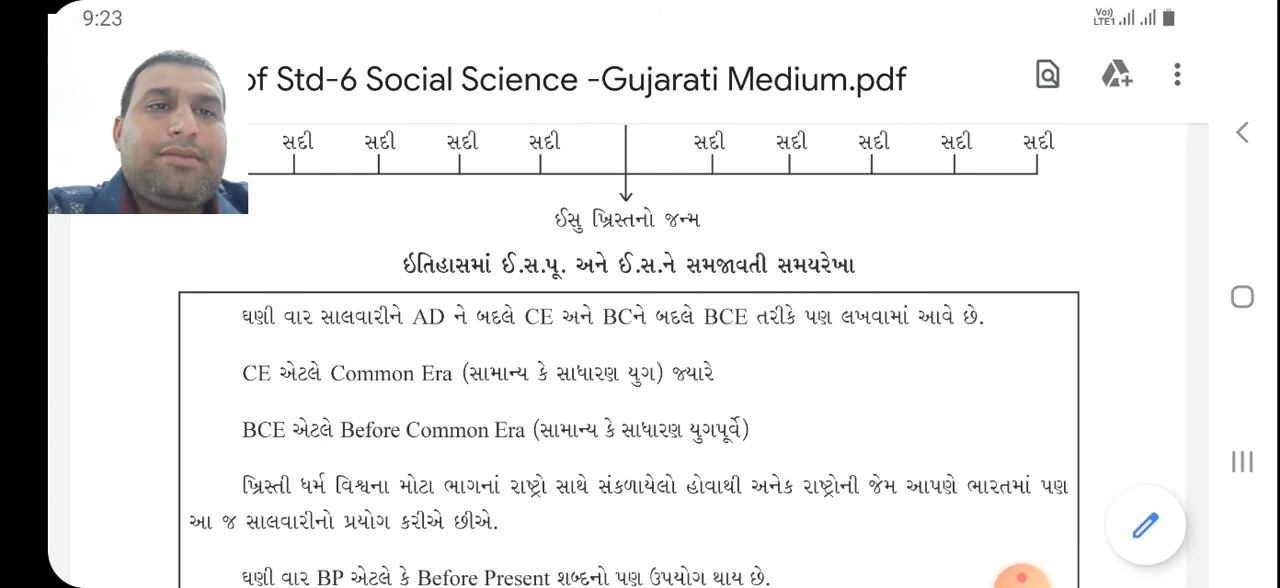 9:23
Vo))
LTE1
of Std-6 Social Science -Gujarati Medium.pdf
સદી સદી સદી સદી સદી સદી સદી સદી સદી
ઈસુ ખ્રિસ્તનો જન્મ
ઇતિહાસમાં ઈ.સ.પૂ. અને ઈ.સ.ને સમજાવતી સમયરેખા
ઘણી વાર સાલવારીને AD ને બદલે CE અને BCને બદલે BCE તરીકે પણ લખવામાં આવે છે.
CE એટલે Common Era (સામાન્ય કે સાધારણ યુગ) જ્યારે
BCE એટલે Before Common Era (સામાન્ય કે સાધારણ યુગપૂર્વે)
ખ્રિસ્તી ધર્મ વિશ્વના મોટા ભાગનાં રાષ્ટ્રો સાથે સંકળાયેલો હોવાથી અનેક રાષ્ટ્રોની જેમ આપણે ભારતમાં પણ
આ જ સાલવારીનો પ્રયોગ કરીએ છીએ.
ઘણી વાર BP એટલે કે Before Present શબ્દનો પણ ઉપયોગ થાય છે.